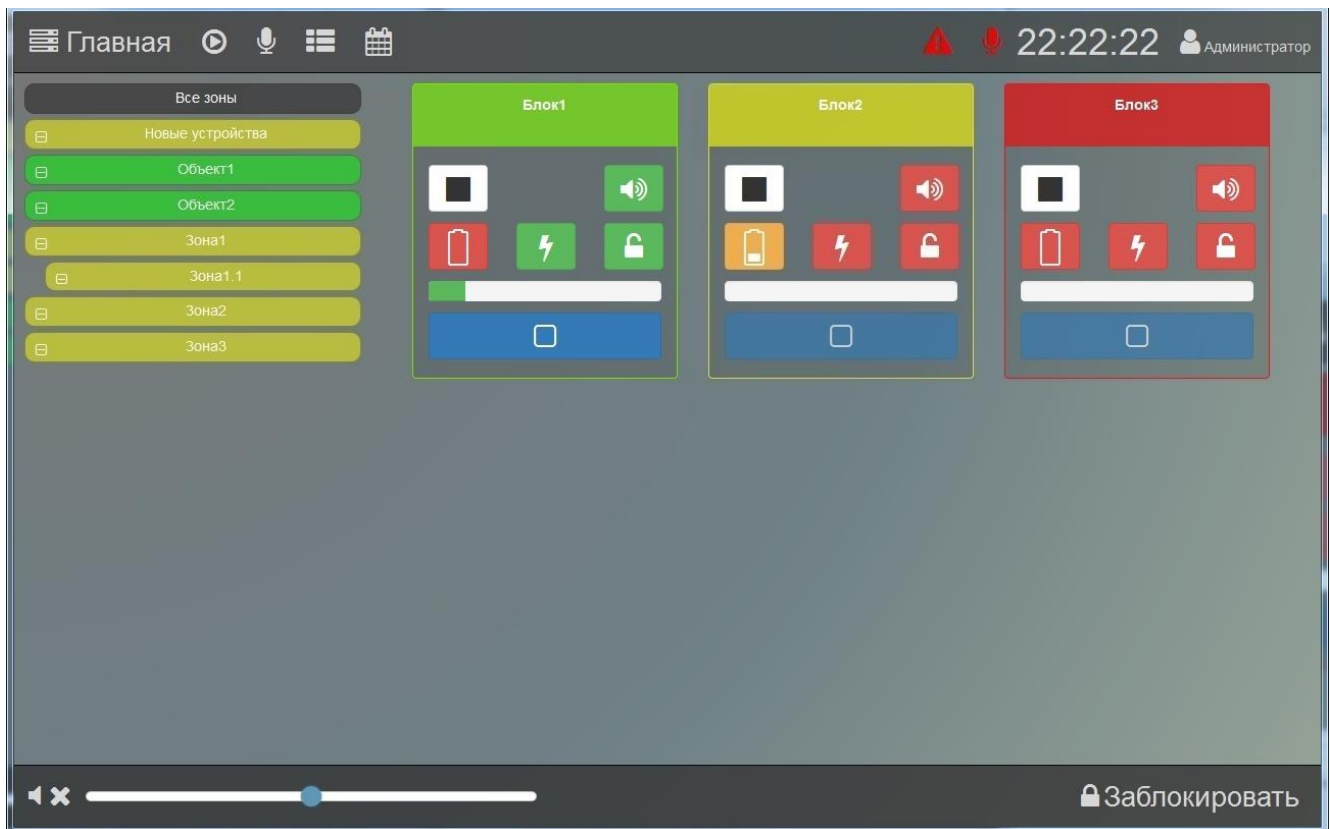 Главная
22:22:22
Администратор
Все зоны
Новые устройства
Объект1
Объект2
Зона1
Зона1.1
Зона2
Зона3
Блок1
Блок2
Блок3
Заблокировать